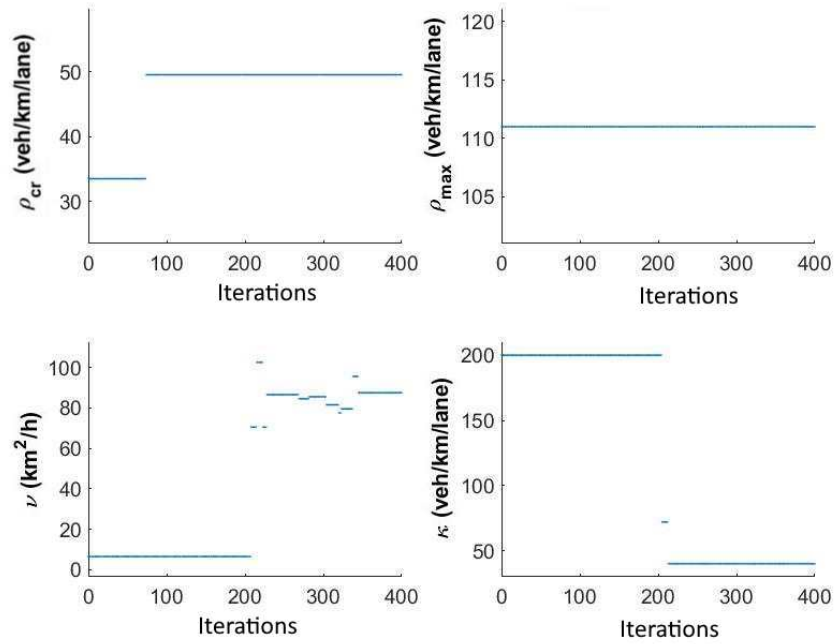 ρcr (veh/km/lane)
50
40
30
0 100 200 300 400
Iterations
ρmax (veh/km/lane)
120
115
110
105
0 100 200 300 400
Iterations
ν (km²/h)
100
80
60
40
20
0
0 100 200 300 400
Iterations
κ (veh/km/lane)
200
150
100
50
0 100 200 300 400
Iterations